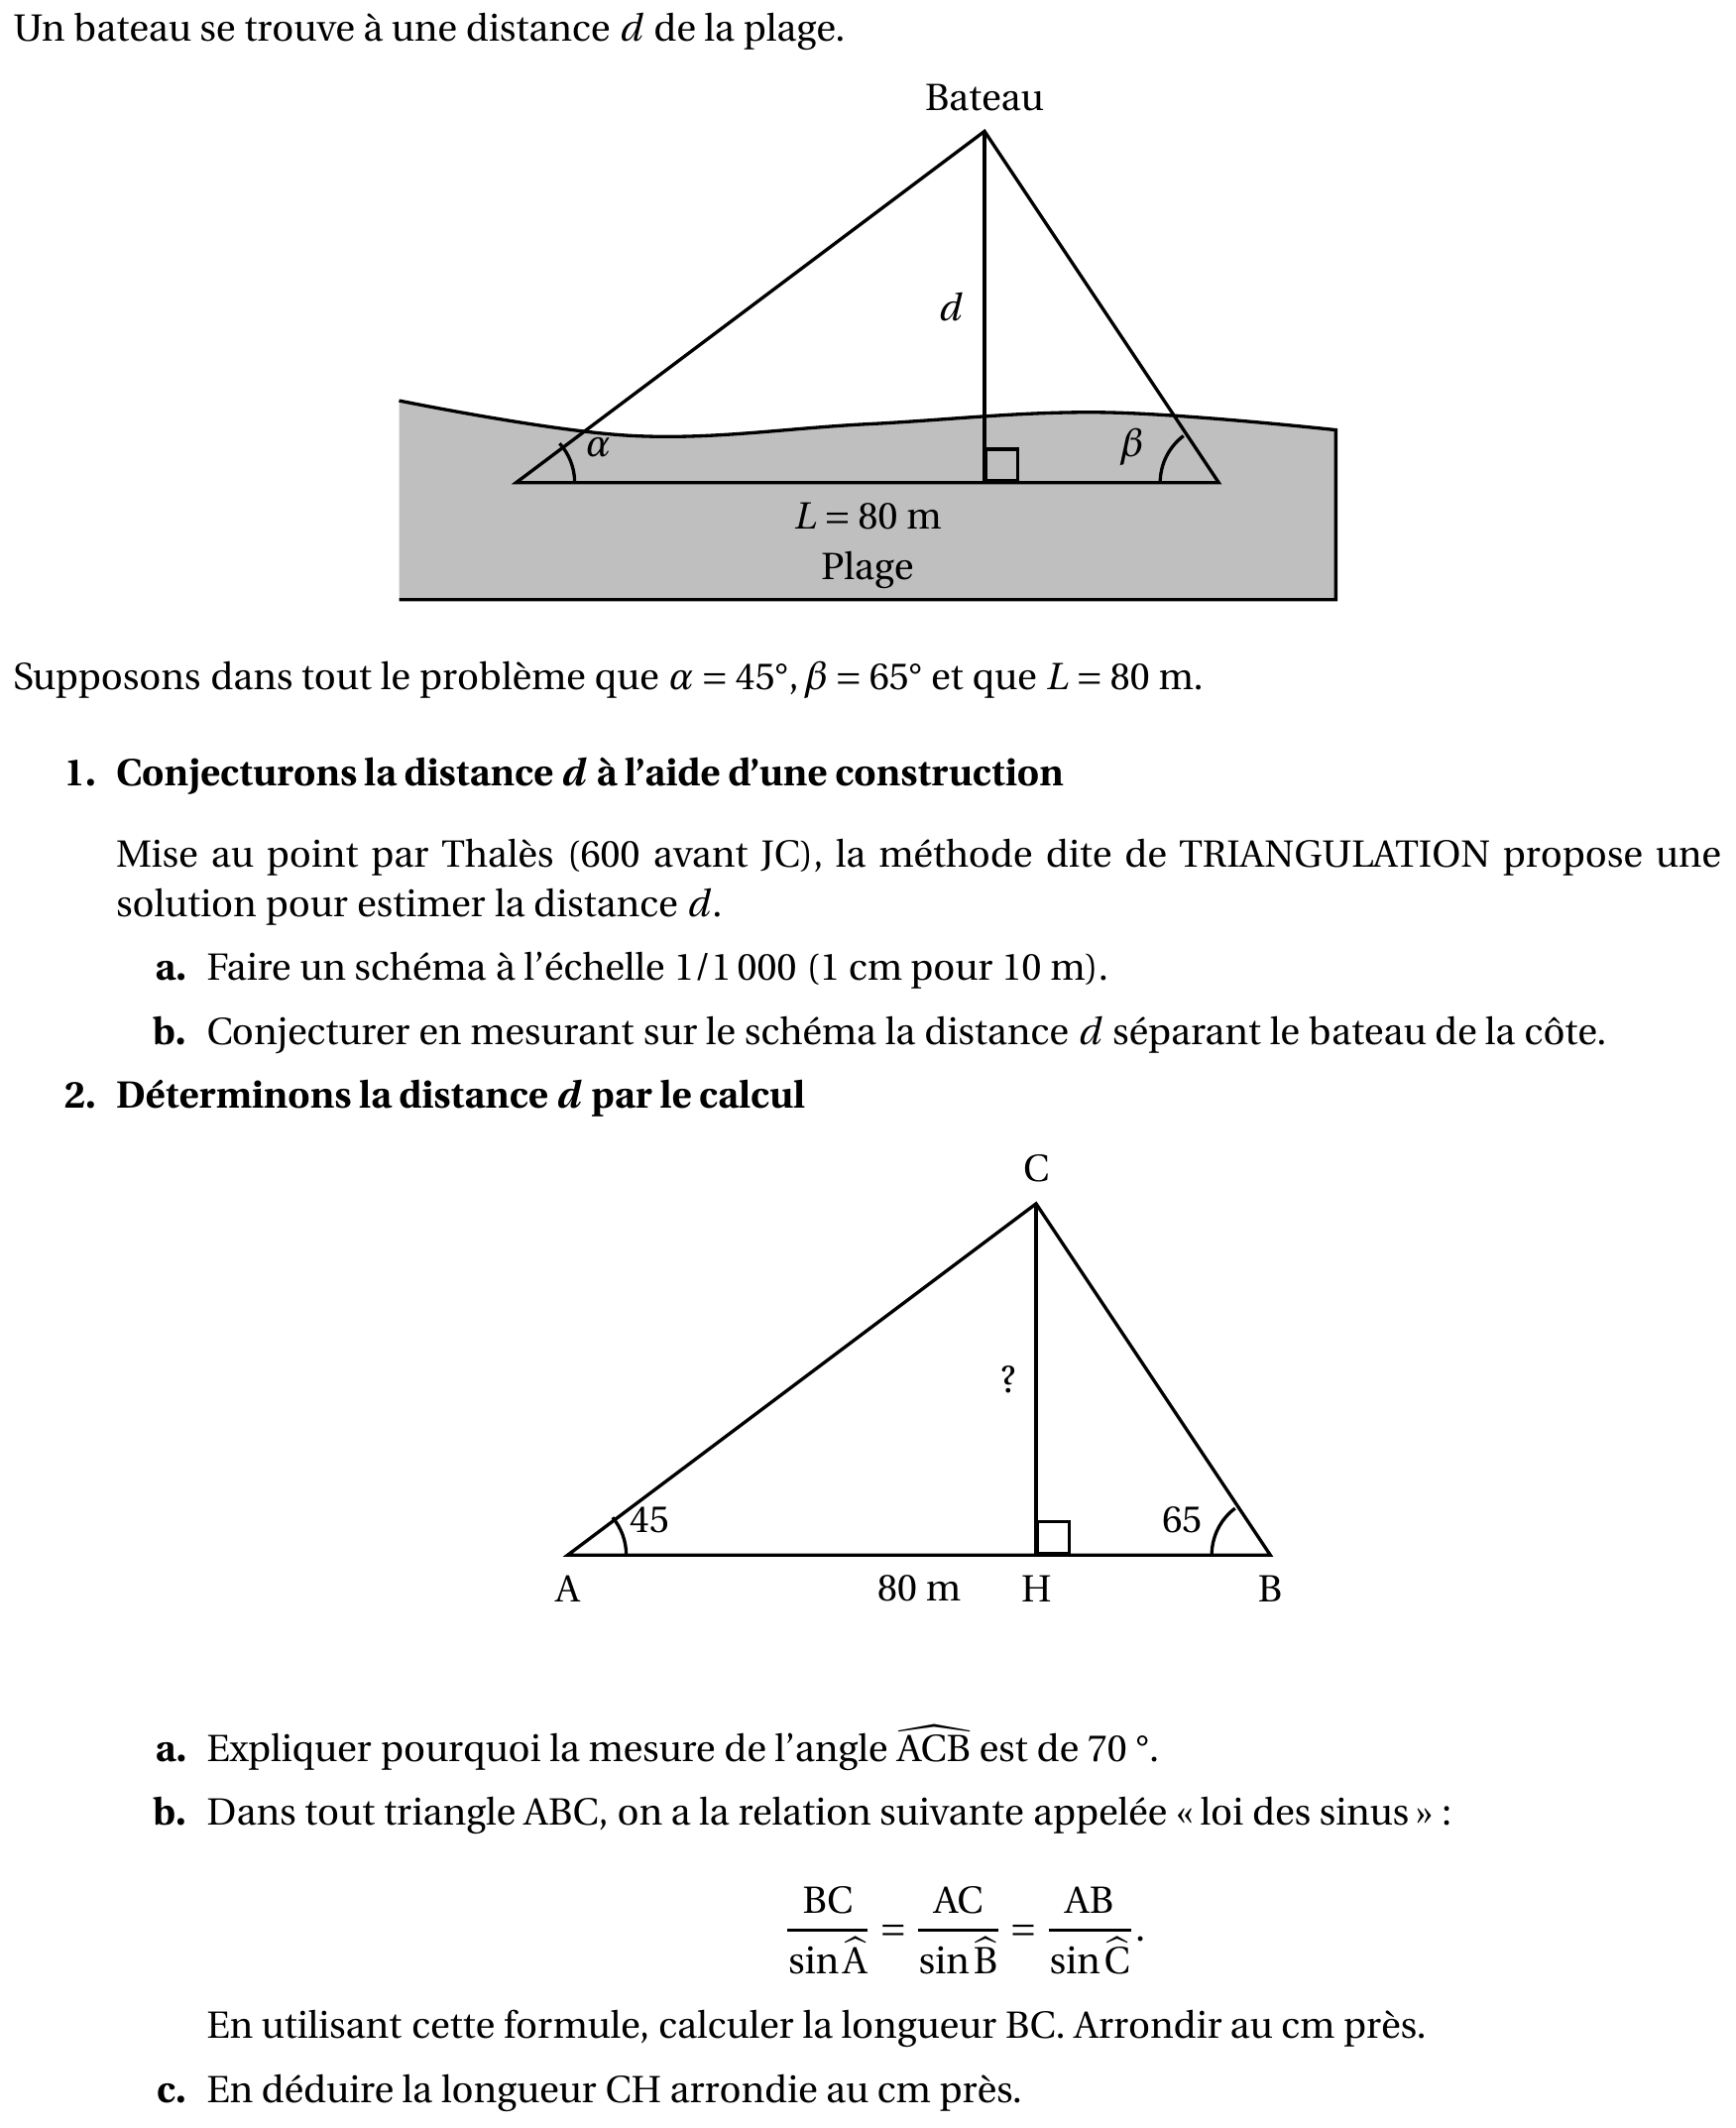 Un bateau se trouve à une distance d de la plage.
Bateau
d
α
β
L = 80 m
Plage
Supposons dans tout le problème que α = 45°, β = 65° et que L = 80 m.
1. Conjecturons la distance d à l’aide d’une construction
Mise au point par Thalès (600 avant JC), la méthode dite de TRIANGULATION propose une
solution pour estimer la distance d.
a. Faire un schéma à l’échelle 1/1 000 (1 cm pour 10 m).
b. Conjecturer en mesurant sur le schéma la distance d séparant le bateau de la côte.
2. Déterminons la distance d par le calcul
C
?
45
65
A
80 m
H
B
a. Expliquer pourquoi la mesure de l’angle $\widehat{ACB}$ est de 70 °.
b. Dans tout triangle ABC, on a la relation suivante appelée « loi des sinus » :
$\frac{BC}{\sin \widehat{A}} = \frac{AC}{\sin \widehat{B}} = \frac{AB}{\sin \widehat{C}}.$
En utilisant cette formule, calculer la longueur BC. Arrondir au cm près.
c. En déduire la longueur CH arrondie au cm près.